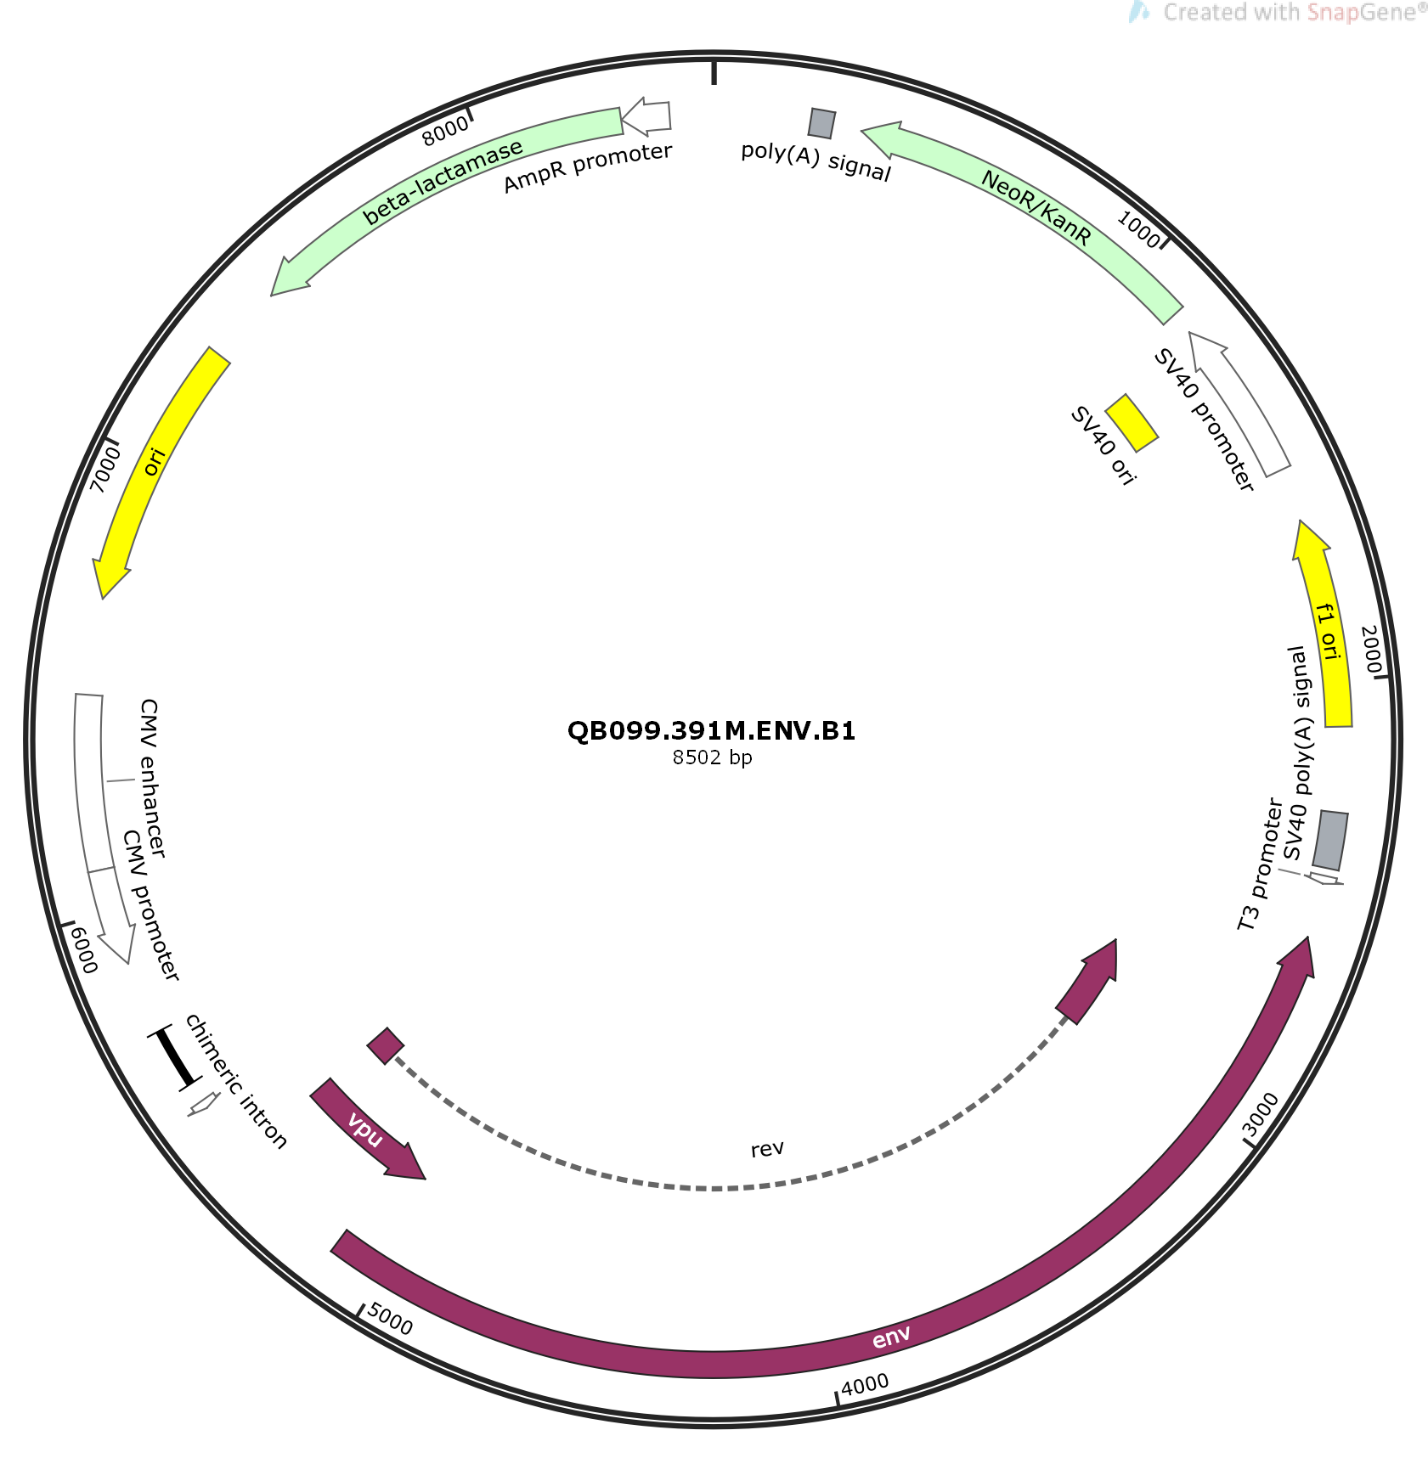 Created with SnapGene®
8000
beta-lactamase
AmpR promoter
poly(A) signal
NeoR/KanR
1000
SV40 promoter
SV40 ori
f1 ori
2000
SV40 poly(A) signal
T3 promoter
7000
ori
QB099.391M.ENV.B1
8502 bp
CMV enhancer
CMV promoter
6000
chimeric intron
vpu
rev
3000
env
5000
4000